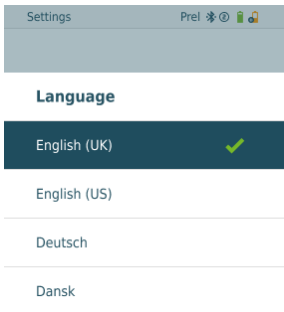 Settings
Prel
Language
English (UK)
English (US)
Deutsch
Dansk